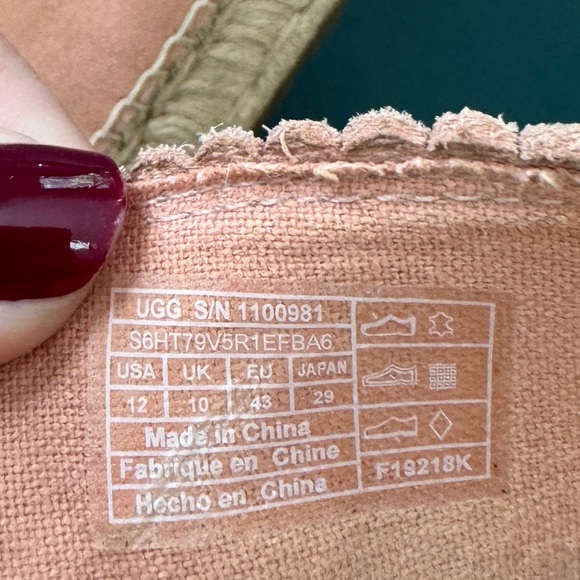 UGG S/N 1100981
S6HT79V5R1EFBA6
USA UK EU JAPAN
12 10 43 29
Made in China
Fabrique en Chine
Hecho en China
F19218K